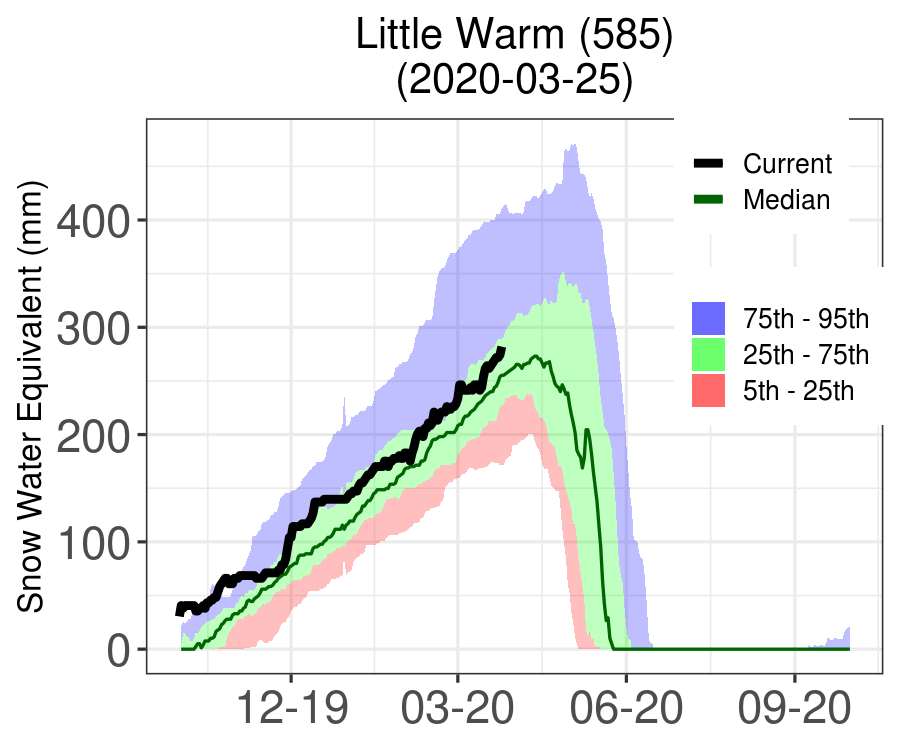 Little Warm (585)
(2020-03-25)
Snow Water Equivalent (mm)
400
300
200
100
0
12-19
03-20
06-20
09-20
Current
Median
75th - 95th
25th - 75th
5th - 25th